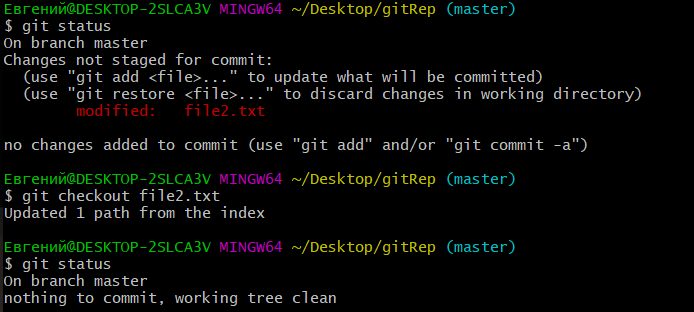 Евгений@DESKTOP-2SLCA3V MINGW64 ~/Desktop/gitRep (master)
$ git status
On branch master
Changes not staged for commit:
  (use "git add <file>..." to update what will be committed)
  (use "git restore <file>..." to discard changes in working directory)
        modified:   file2.txt

no changes added to commit (use "git add" and/or "git commit -a")

Евгений@DESKTOP-2SLCA3V MINGW64 ~/Desktop/gitRep (master)
$ git checkout file2.txt
Updated 1 path from the index

Евгений@DESKTOP-2SLCA3V MINGW64 ~/Desktop/gitRep (master)
$ git status
On branch master
nothing to commit, working tree clean